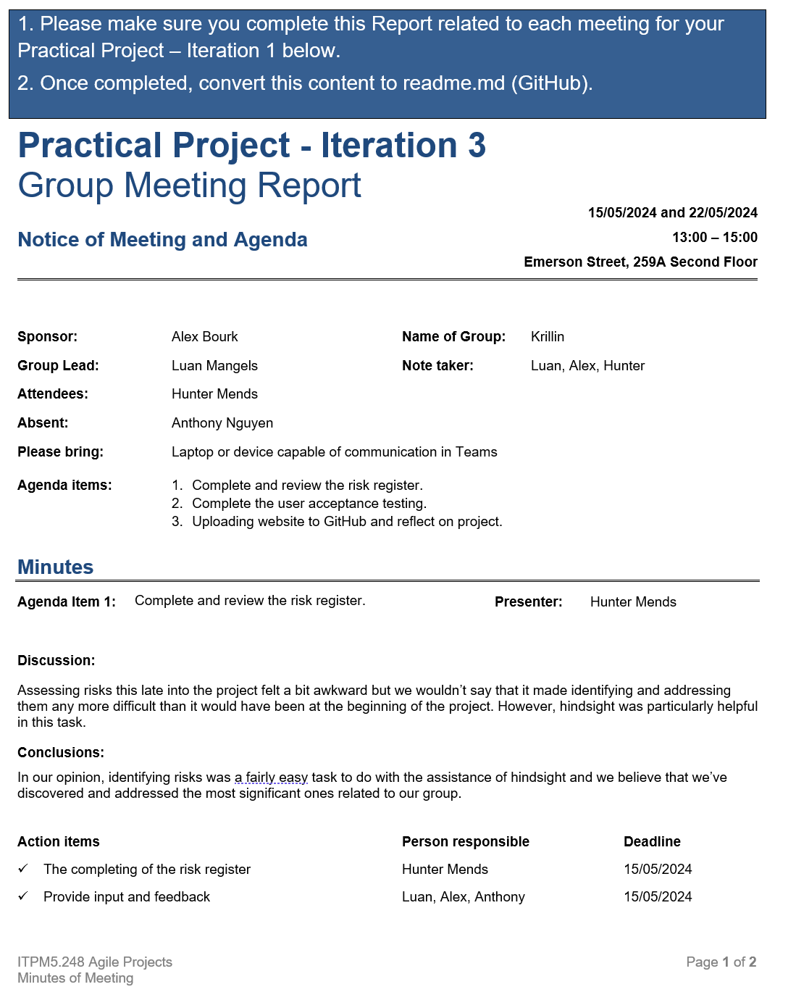 1. Please make sure you complete this Report related to each meeting for your
Practical Project – Iteration 1 below.
2. Once completed, convert this content to readme.md (GitHub).
Practical Project - Iteration 3
Group Meeting Report
15/05/2024 and 22/05/2024
Notice of Meeting and Agenda
13:00 – 15:00
Emerson Street, 259A Second Floor
Sponsor: Alex Bourk Name of Group: Krillin
Group Lead: Luan Mangels Note taker: Luan, Alex, Hunter
Attendees: Hunter Mends
Absent: Anthony Nguyen
Please bring: Laptop or device capable of communication in Teams
Agenda items: 1. Complete and review the risk register.
2. Complete the user acceptance testing.
3. Uploading website to GitHub and reflect on project.
Minutes
Agenda Item 1: Complete and review the risk register. Presenter: Hunter Mends
Discussion:
Assessing risks this late into the project felt a bit awkward but we wouldn’t say that it made identifying and addressing
them any more difficult than it would have been at the beginning of the project. However, hindsight was particularly helpful
in this task.
Conclusions:
In our opinion, identifying risks was a fairly easy task to do with the assistance of hindsight and we believe that we’ve
discovered and addressed the most significant ones related to our group.
Action items Person responsible Deadline
✓ The completing of the risk register Hunter Mends 15/05/2024
✓ Provide input and feedback Luan, Alex, Anthony 15/05/2024
ITPM5.248 Agile Projects Page 1 of 2
Minutes of Meeting